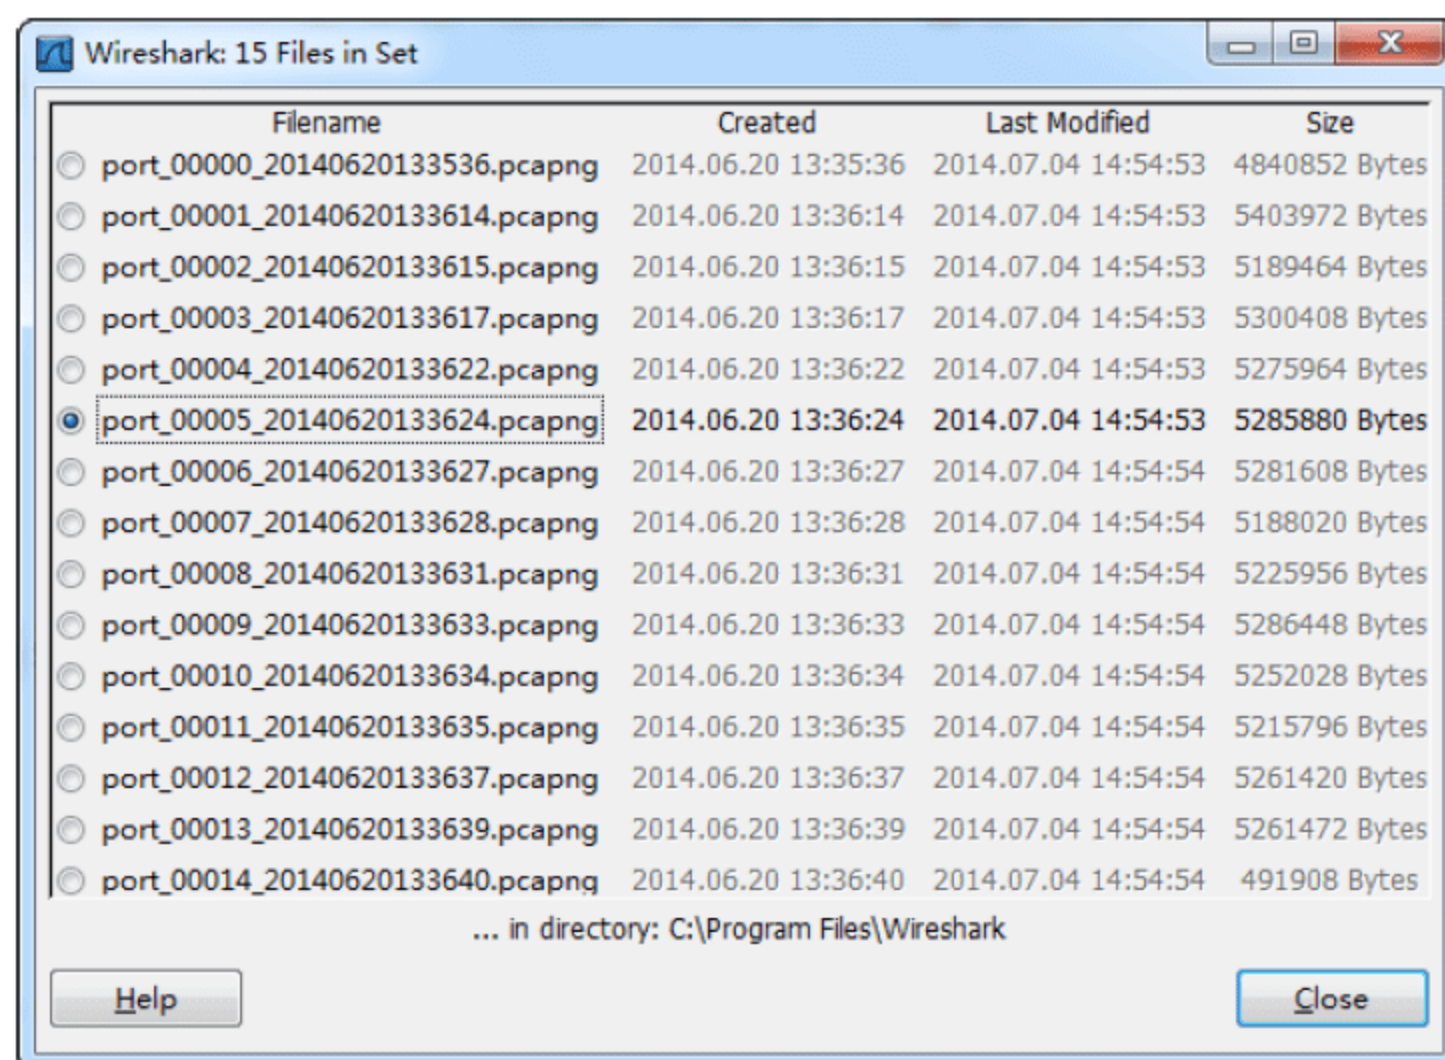 Wireshark: 15 Files in Set
Filename Created Last Modified Size
port_00000_20140620133536.pcapng 2014.06.20 13:35:36 2014.07.04 14:54:53 4840852 Bytes
port_00001_20140620133614.pcapng 2014.06.20 13:36:14 2014.07.04 14:54:53 5403972 Bytes
port_00002_20140620133615.pcapng 2014.06.20 13:36:15 2014.07.04 14:54:53 5189464 Bytes
port_00003_20140620133617.pcapng 2014.06.20 13:36:17 2014.07.04 14:54:53 5300408 Bytes
port_00004_20140620133622.pcapng 2014.06.20 13:36:22 2014.07.04 14:54:53 5275964 Bytes
port_00005_20140620133624.pcapng 2014.06.20 13:36:24 2014.07.04 14:54:53 5285880 Bytes
port_00006_20140620133627.pcapng 2014.06.20 13:36:27 2014.07.04 14:54:54 5281608 Bytes
port_00007_20140620133628.pcapng 2014.06.20 13:36:28 2014.07.04 14:54:54 5188020 Bytes
port_00008_20140620133631.pcapng 2014.06.20 13:36:31 2014.07.04 14:54:54 5225956 Bytes
port_00009_20140620133633.pcapng 2014.06.20 13:36:33 2014.07.04 14:54:54 5286448 Bytes
port_00010_20140620133634.pcapng 2014.06.20 13:36:34 2014.07.04 14:54:54 5252028 Bytes
port_00011_20140620133635.pcapng 2014.06.20 13:36:35 2014.07.04 14:54:54 5215796 Bytes
port_00012_20140620133637.pcapng 2014.06.20 13:36:37 2014.07.04 14:54:54 5261420 Bytes
port_00013_20140620133639.pcapng 2014.06.20 13:36:39 2014.07.04 14:54:54 5261472 Bytes
port_00014_20140620133640.pcapng 2014.06.20 13:36:40 2014.07.04 14:54:54 491908 Bytes
... in directory: C:\Program Files\Wireshark
Help Close